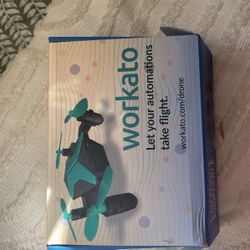 workato
Let your automations
take flight.
workato.com/drone